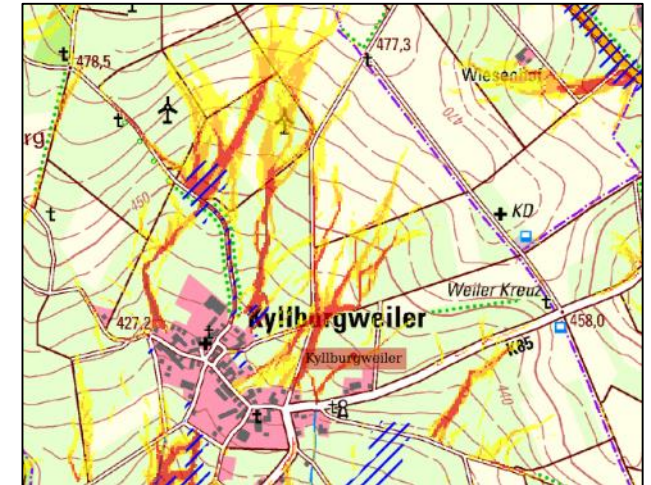 478,5
477,3
Wiesenhof
rg
470
450
KD
Weiler Kreuz
427,2
Kyllburgweiler
458,0
Kyllburgweiler
K85
440